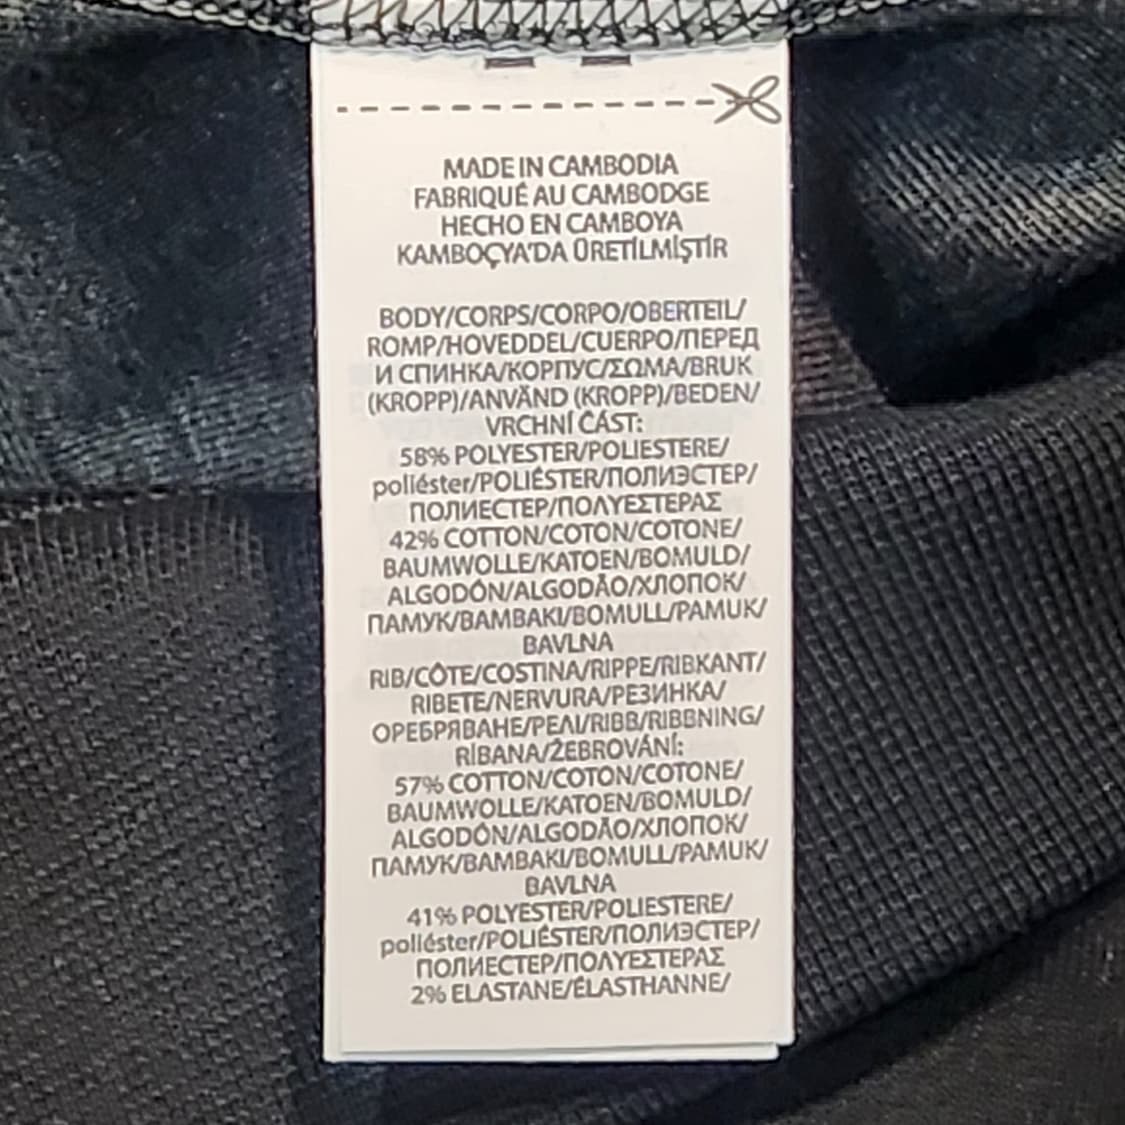 MADE IN CAMBODIA
FABRIQUÉ AU CAMBODGE
HECHO EN CAMBOYA
KAMBOÇYA'DA ÜRETİLMİŞTİR
BODY/CORPS/CORPO/OBERTEIL/
ROMP/HOVEDDEL/CUERPO/ПЕРЕД
И СПИНКА/КОРПУС/ΣΩΜΑ/BRUK
(KROPP)/ANVÄND (KROPP)/BEDEN/
VRCHNÍ ČÁST:
58% POLYESTER/POLIESTERE/
poliéster/POLIÉSTER/ПОЛИЭСТЕР/
ПОЛИЕСТЕР/ΠΟΛΥΕΣΤΕΡΑΣ
42% COTTON/COTON/COTONE/
BAUMWOLLE/KATOEN/BOMULD/
ALGODÓN/ALGODÃO/ХЛОПОК/
ПАМУК/BAMBAKI/BOMULL/PAMUK/
BAVLNA
RIB/CÔTE/COSTINA/RIPPE/RIBKANT/
RIBETE/NERVURA/РЕЗИНКА/
ОРЕБРЯВАНЕ/ΡΕΛΙ/RIBB/RIBBNING/
RİBANA/ŽEBROVÁNÍ:
57% COTTON/COTON/COTONE/
BAUMWOLLE/KATOEN/BOMULD/
ALGODÓN/ALGODÃO/ХЛОПОК/
ПАМУК/BAMBAKI/BOMULL/PAMUK/
BAVLNA
41% POLYESTER/POLIESTERE/
poliéster/POLIÉSTER/ПОЛИЭСТЕР/
ПОЛИЕСТЕР/ΠΟΛΥΕΣΤΕΡΑΣ
2% ELASTANE/ÉLASTHANNE/